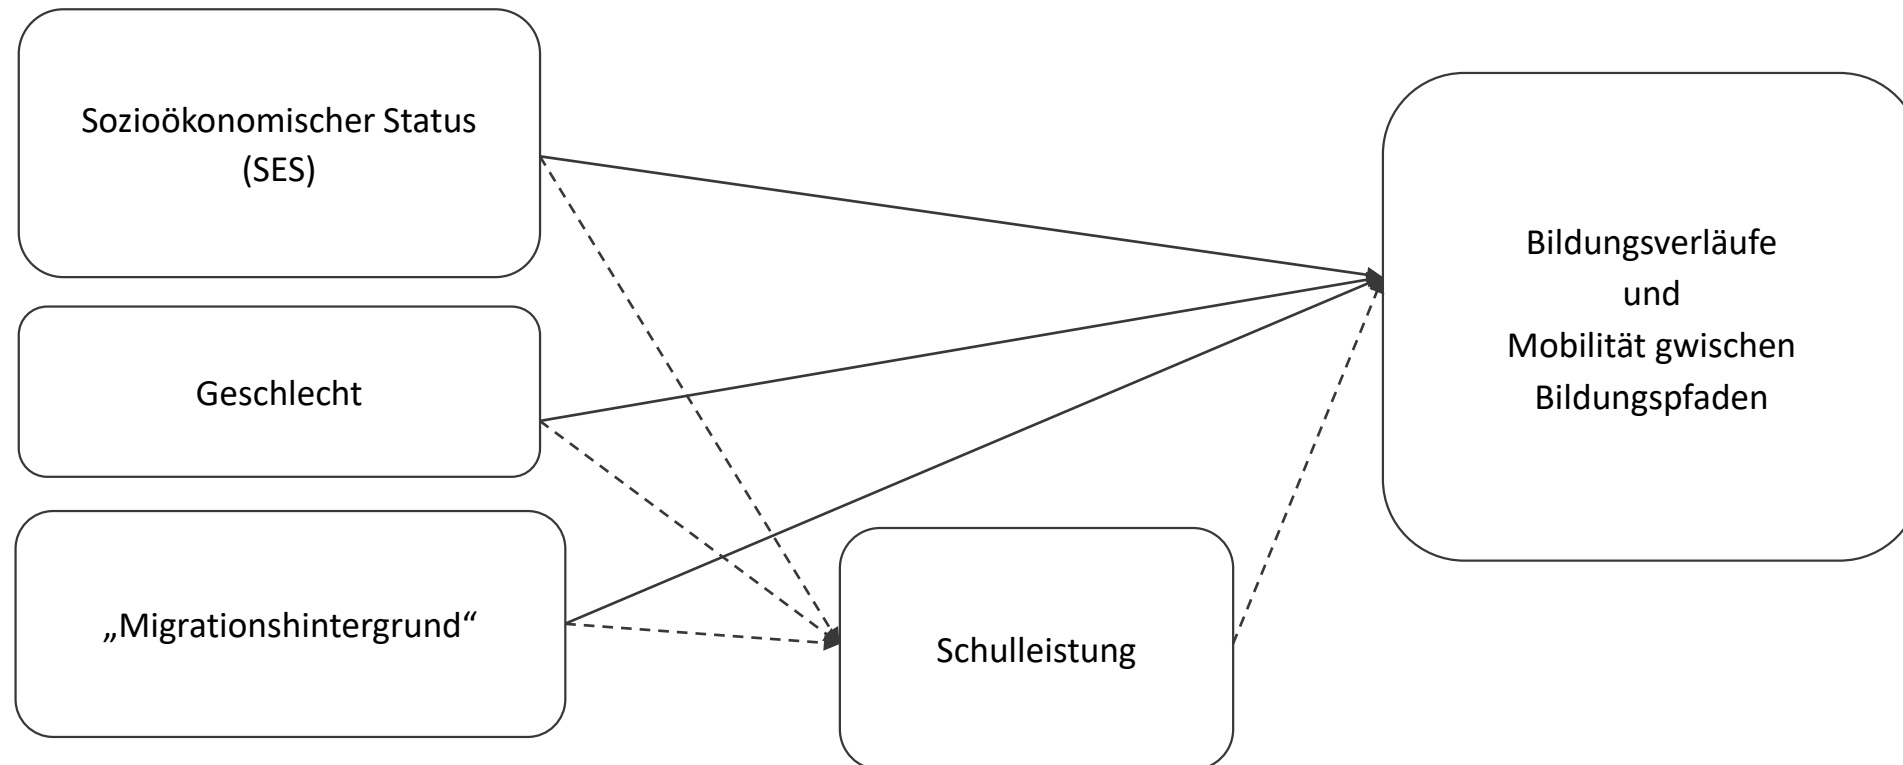 Sozioökonomischer Status
(SES)
Geschlecht
„Migrationshintergrund“
Schulleistung
Bildungsverläufe
und
Mobilität gwischen
Bildungspfaden